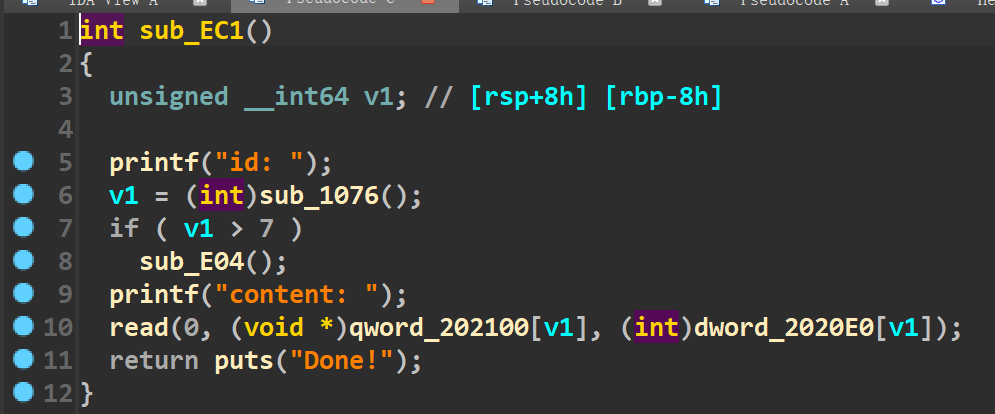 IDA View A Pseudocode C Pseudocode B Pseudocode A He
1 int sub_EC1()
2 {
3 unsigned __int64 v1; // [rsp+8h] [rbp-8h]
4
5 printf("id: ");
6 v1 = (int)sub_1076();
7 if ( v1 > 7 )
8 sub_E04();
9 printf("content: ");
10 read(0, (void *)qword_202100[v1], (int)dword_2020E0[v1]);
11 return puts("Done!");
12 }